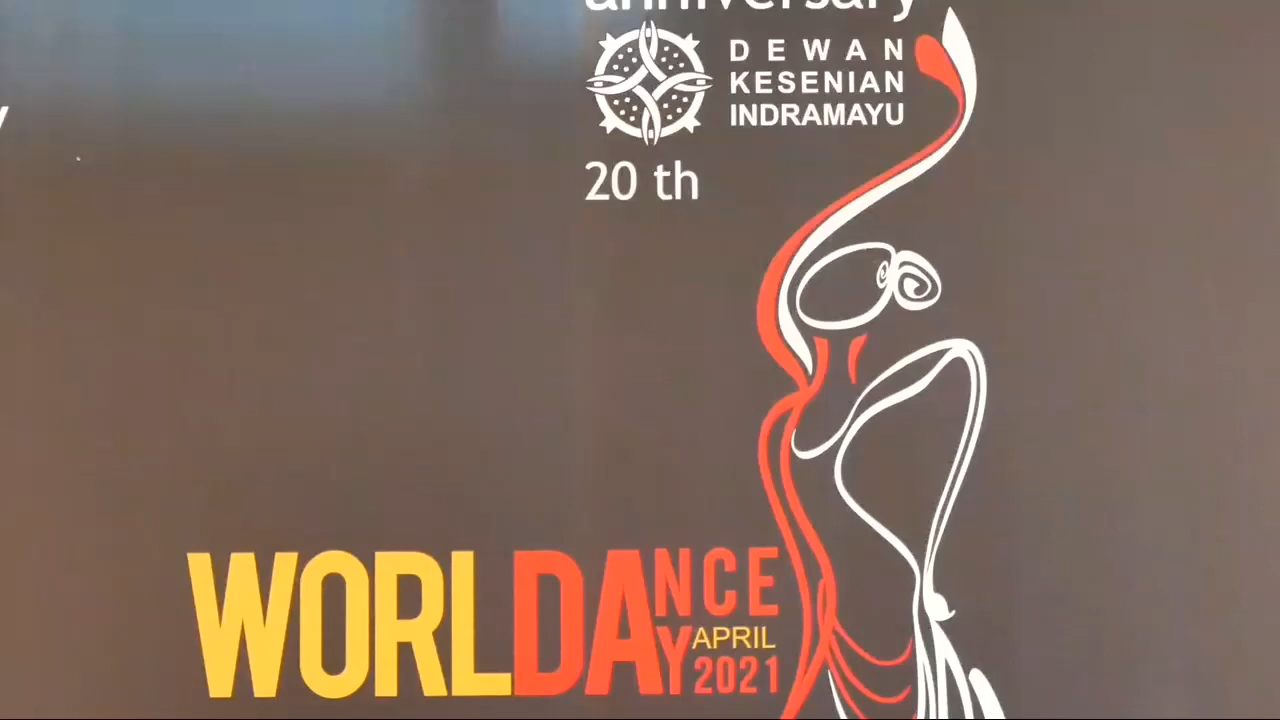 anniversary
DEWAN
KESENIAN
INDRAMAYU
20 th
WORLDANCE
DAY APRIL
2021